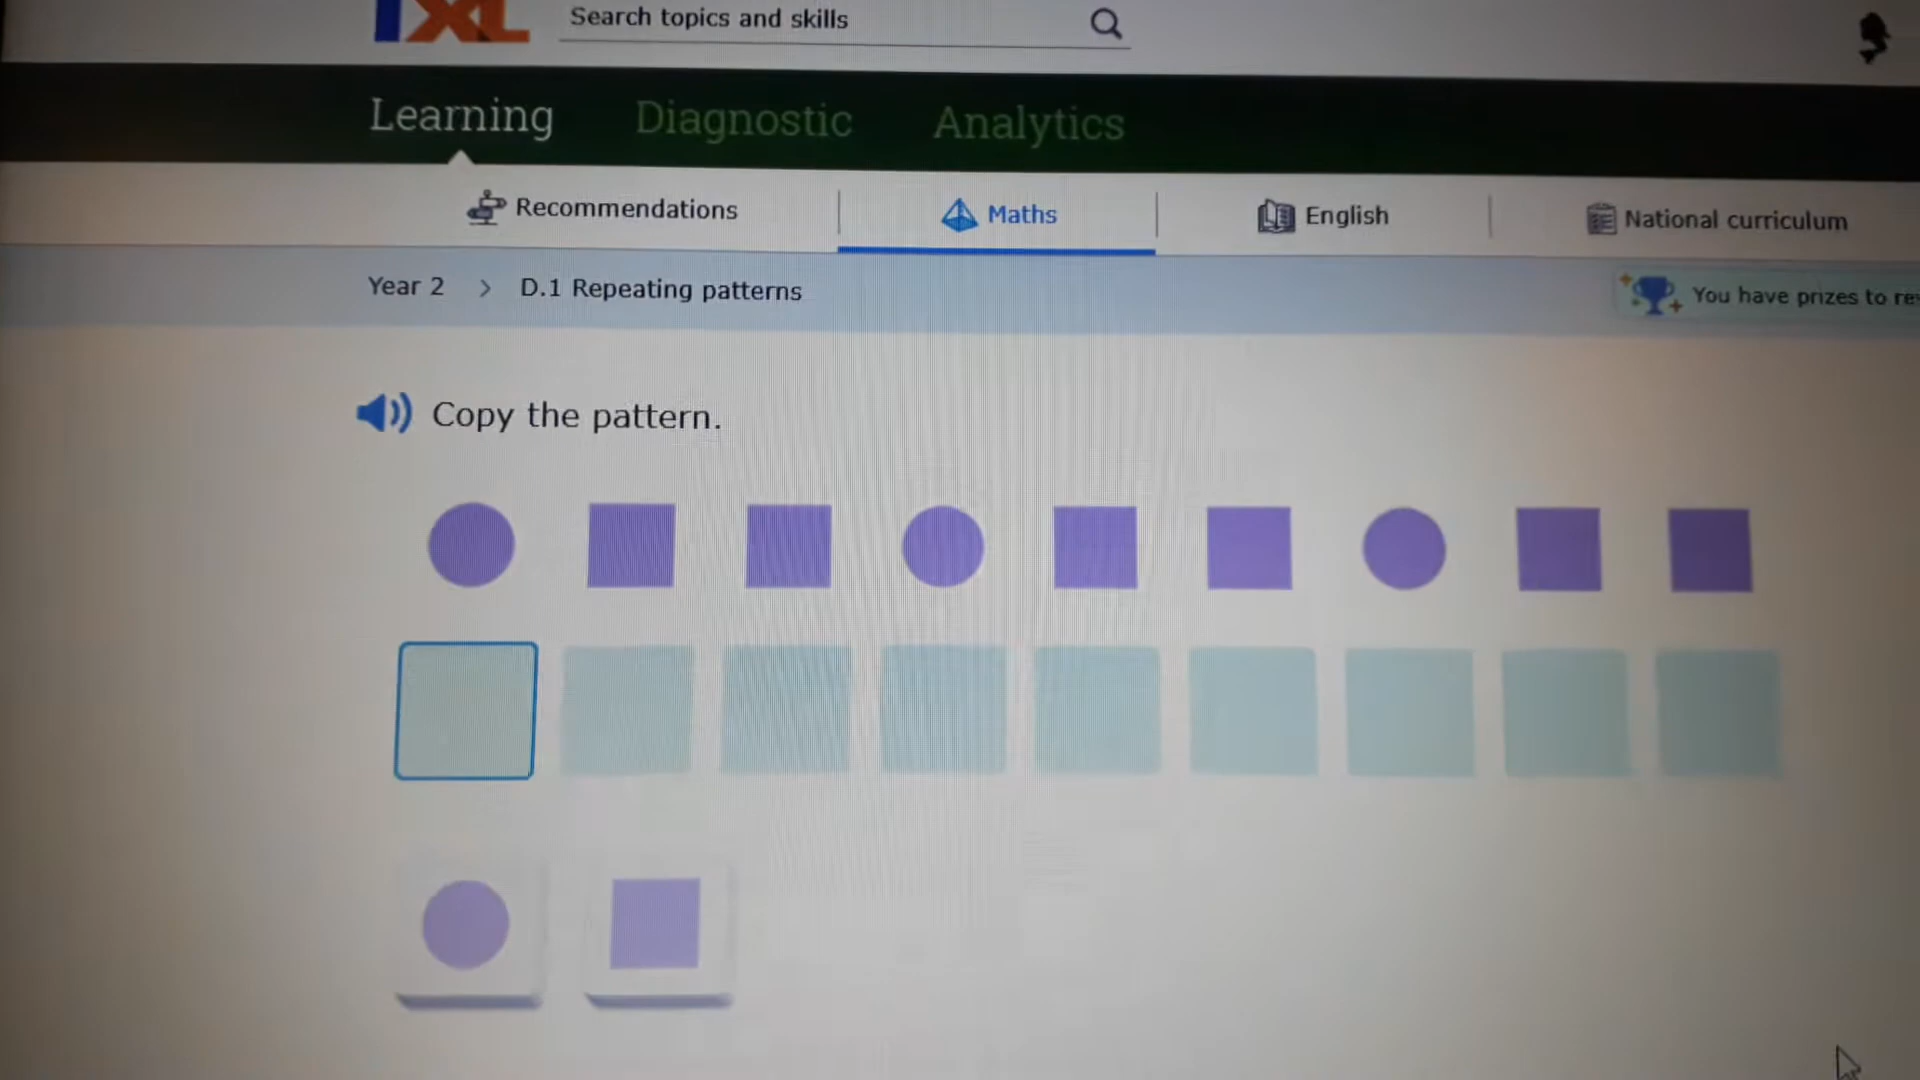 IXL
Search topics and skills
Learning Diagnostic Analytics
Recommendations Maths English National curriculum
Year 2 > D.1 Repeating patterns
You have prizes to re
Copy the pattern.